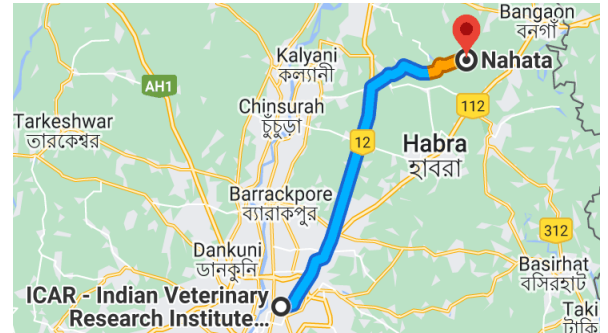 Bangaon
বনগাঁ
Kalyani
কল্যানী
Nahata
AH1
Chinsurah
চুঁচুড়া
112
Tarkeshwar
তারকেশ্বর
12
Habra
হাবরা
Barrackpore
ব্যারাকপুর
312
Dankuni
ডানকুনি
Basirhat
বসিরহাট
ICAR - Indian Veterinary
Research Institute...
Taki
টাকি